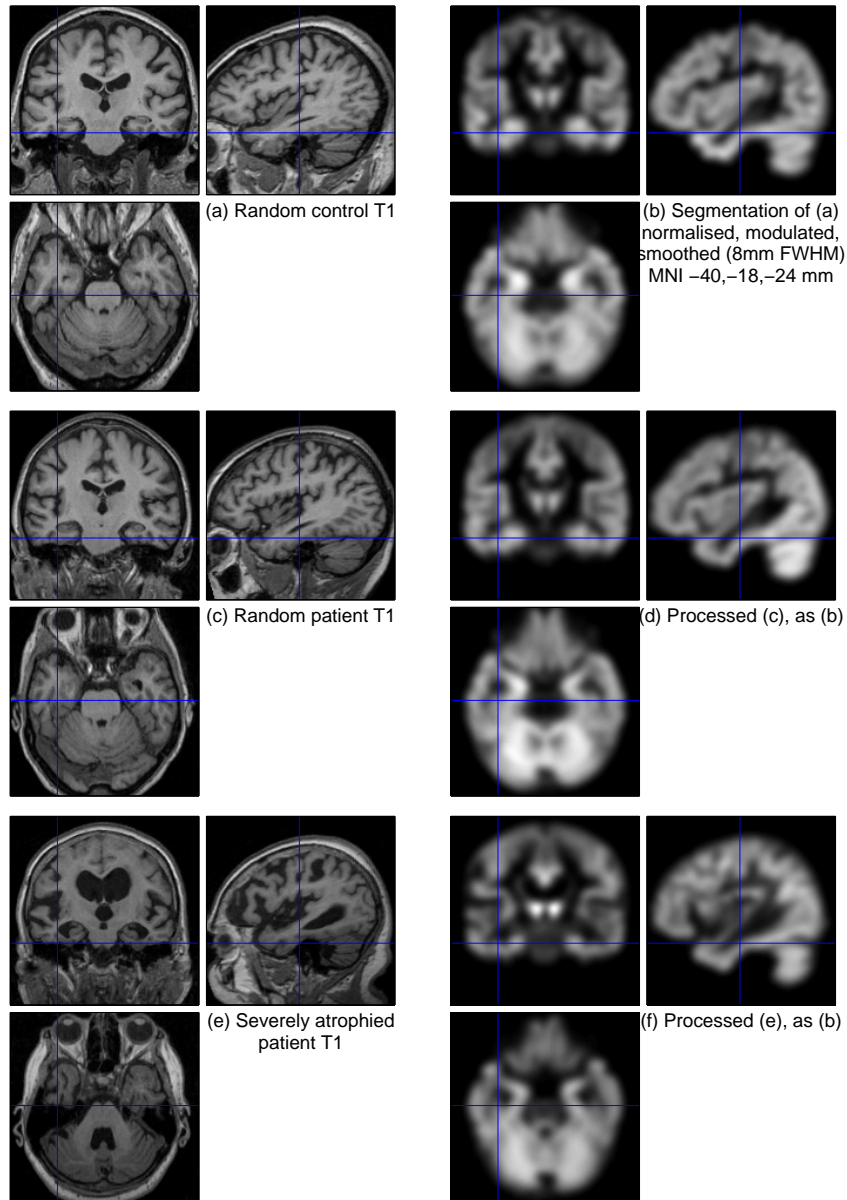 (a) Random control T1
(b) Segmentation of (a)
normalised, modulated,
smoothed (8mm FWHM)
MNI −40,−18,−24 mm
(c) Random patient T1
(d) Processed (c), as (b)
(e) Severely atrophied
patient T1
(f) Processed (e), as (b)